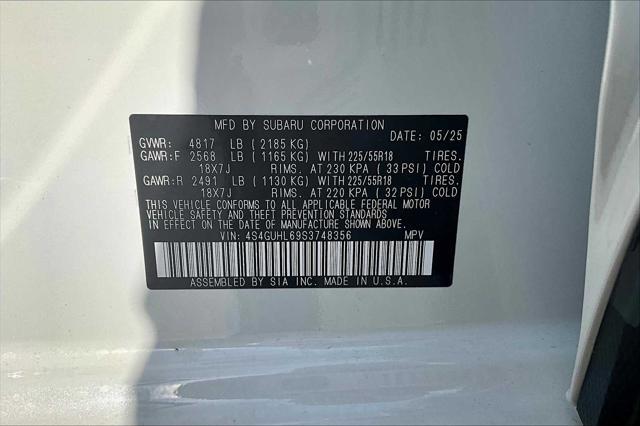 MFD BY SUBARU CORPORATION
DATE: 05/25
GVWR: 4817 LB (2185 KG)
GAWR:F 2568 LB (1165 KG) WITH 225/55R18 TIRES.
18X7J RIMS. AT 230 KPA (33 PSI) COLD
GAWR:R 2491 LB (1130 KG) WITH 225/55R18 TIRES.
18X7J RIMS. AT 220 KPA (32 PSI) COLD
THIS VEHICLE CONFORMS TO ALL APPLICABLE FEDERAL MOTOR
VEHICLE SAFETY AND THEFT PREVENTION STANDARDS
IN EFFECT ON THE DATE OF MANUFACTURE SHOWN ABOVE.
VIN: 4S4GUHL69S3748356 MPV
ASSEMBLED BY SIA INC. IN U.S.A.